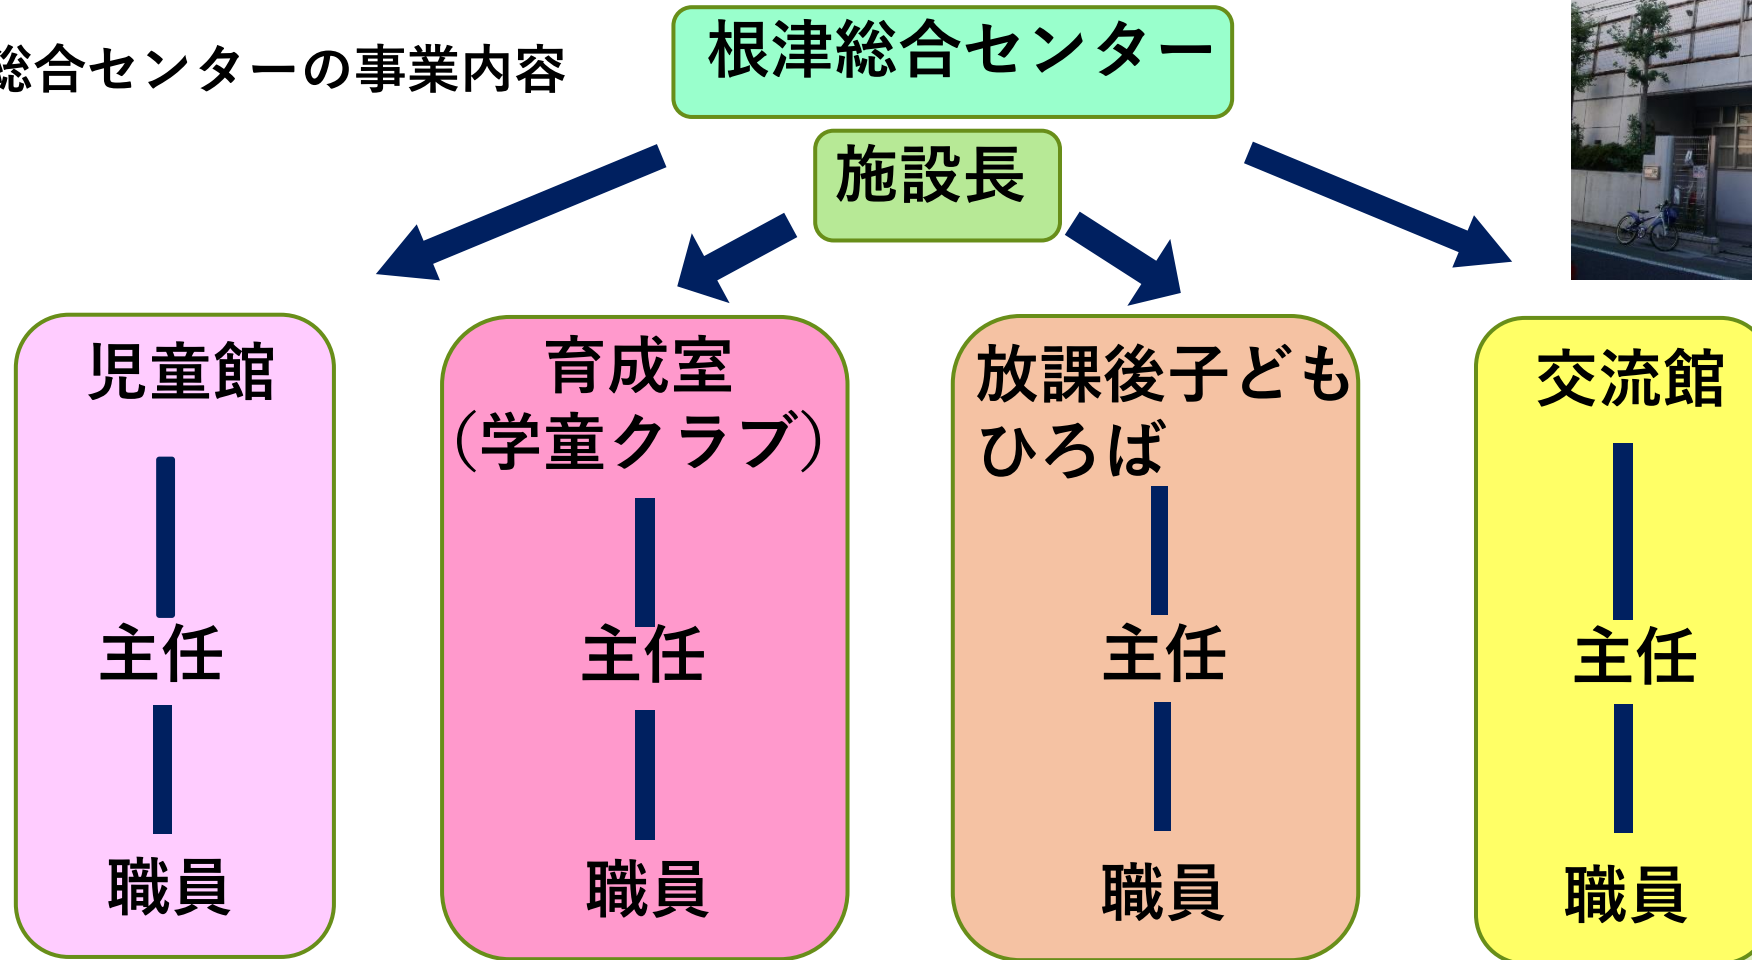 総合センターの事業内容
根津総合センター
施設長
児童館
主任
職員
育成室
（学童クラブ）
主任
職員
放課後子ども
ひろば
主任
職員
交流館
主任
職員